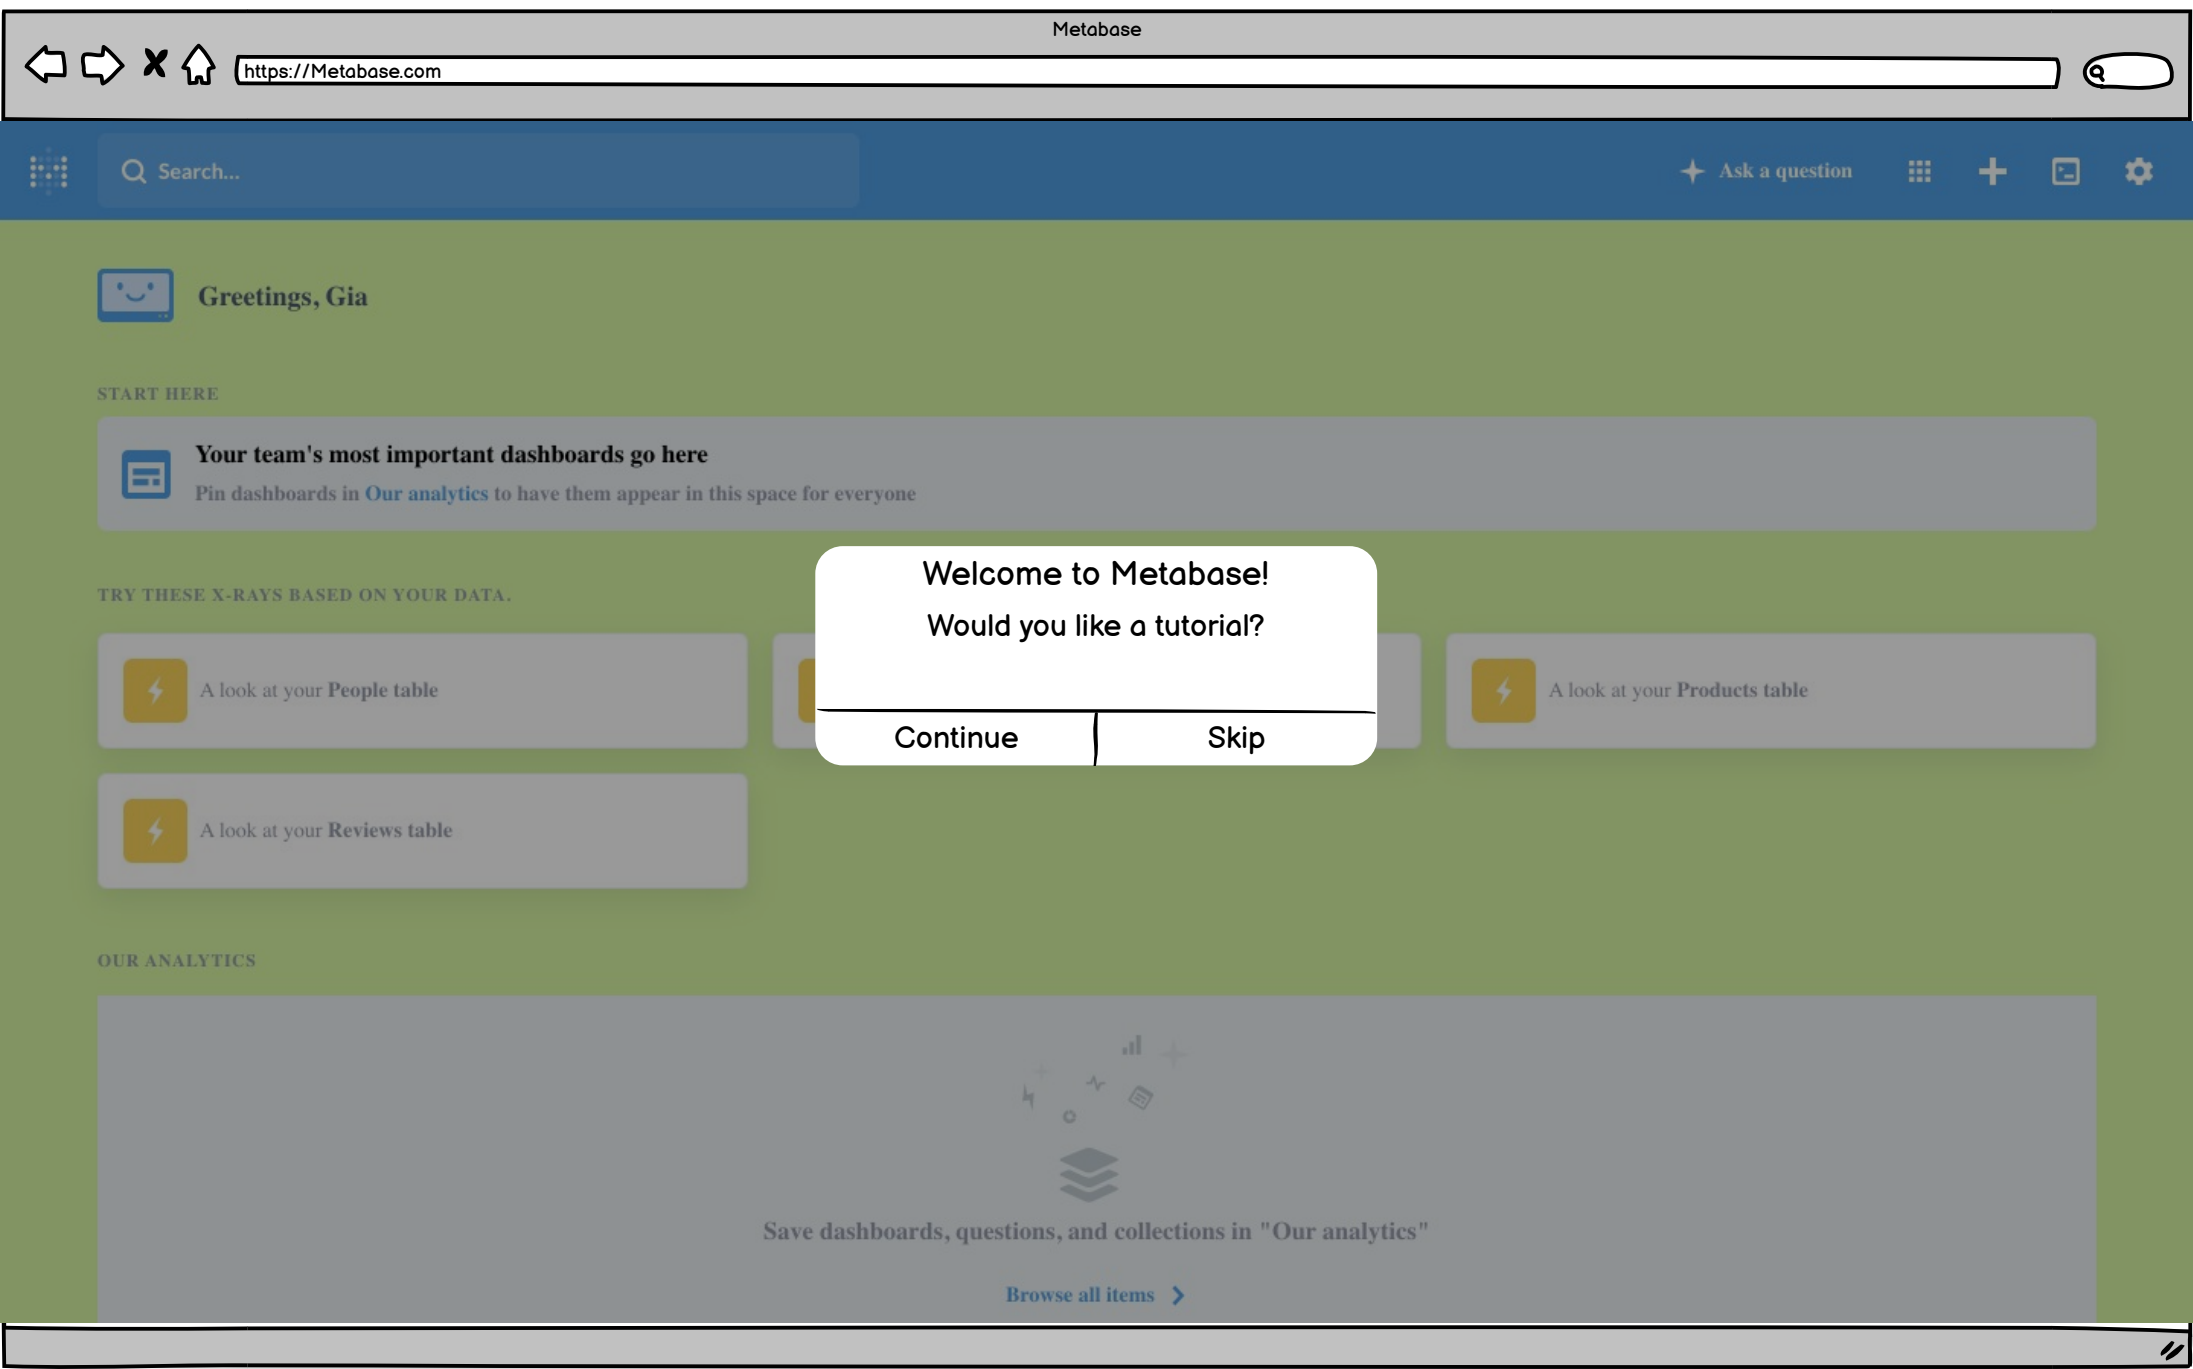 Metabase
https://Metabase.com
Search...
Ask a question
Greetings, Gia
START HERE
Your team's most important dashboards go here
Pin dashboards in Our analytics to have them appear in this space for everyone
Welcome to Metabase!
Would you like a tutorial?
Continue
Skip
TRY THESE X-RAYS BASED ON YOUR DATA.
A look at your People table
A look at your Products table
A look at your Reviews table
OUR ANALYTICS
Save dashboards, questions, and collections in "Our analytics"
Browse all items